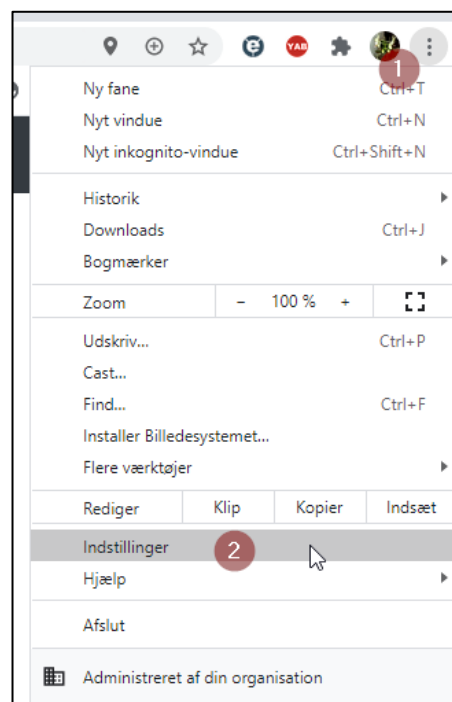 YAB
1
Ny fane Ctrl+T
Nyt vindue Ctrl+N
Nyt inkognito-vindue Ctrl+Shift+N
Historik
Downloads Ctrl+J
Bogmærker
Zoom - 100 % +
Udskriv... Ctrl+P
Cast...
Find... Ctrl+F
Installer Billedesystemet...
Flere værktøjer
Rediger Klip Kopier Indsæt
Indstillinger 2
Hjælp
Afslut
Administreret af din organisation